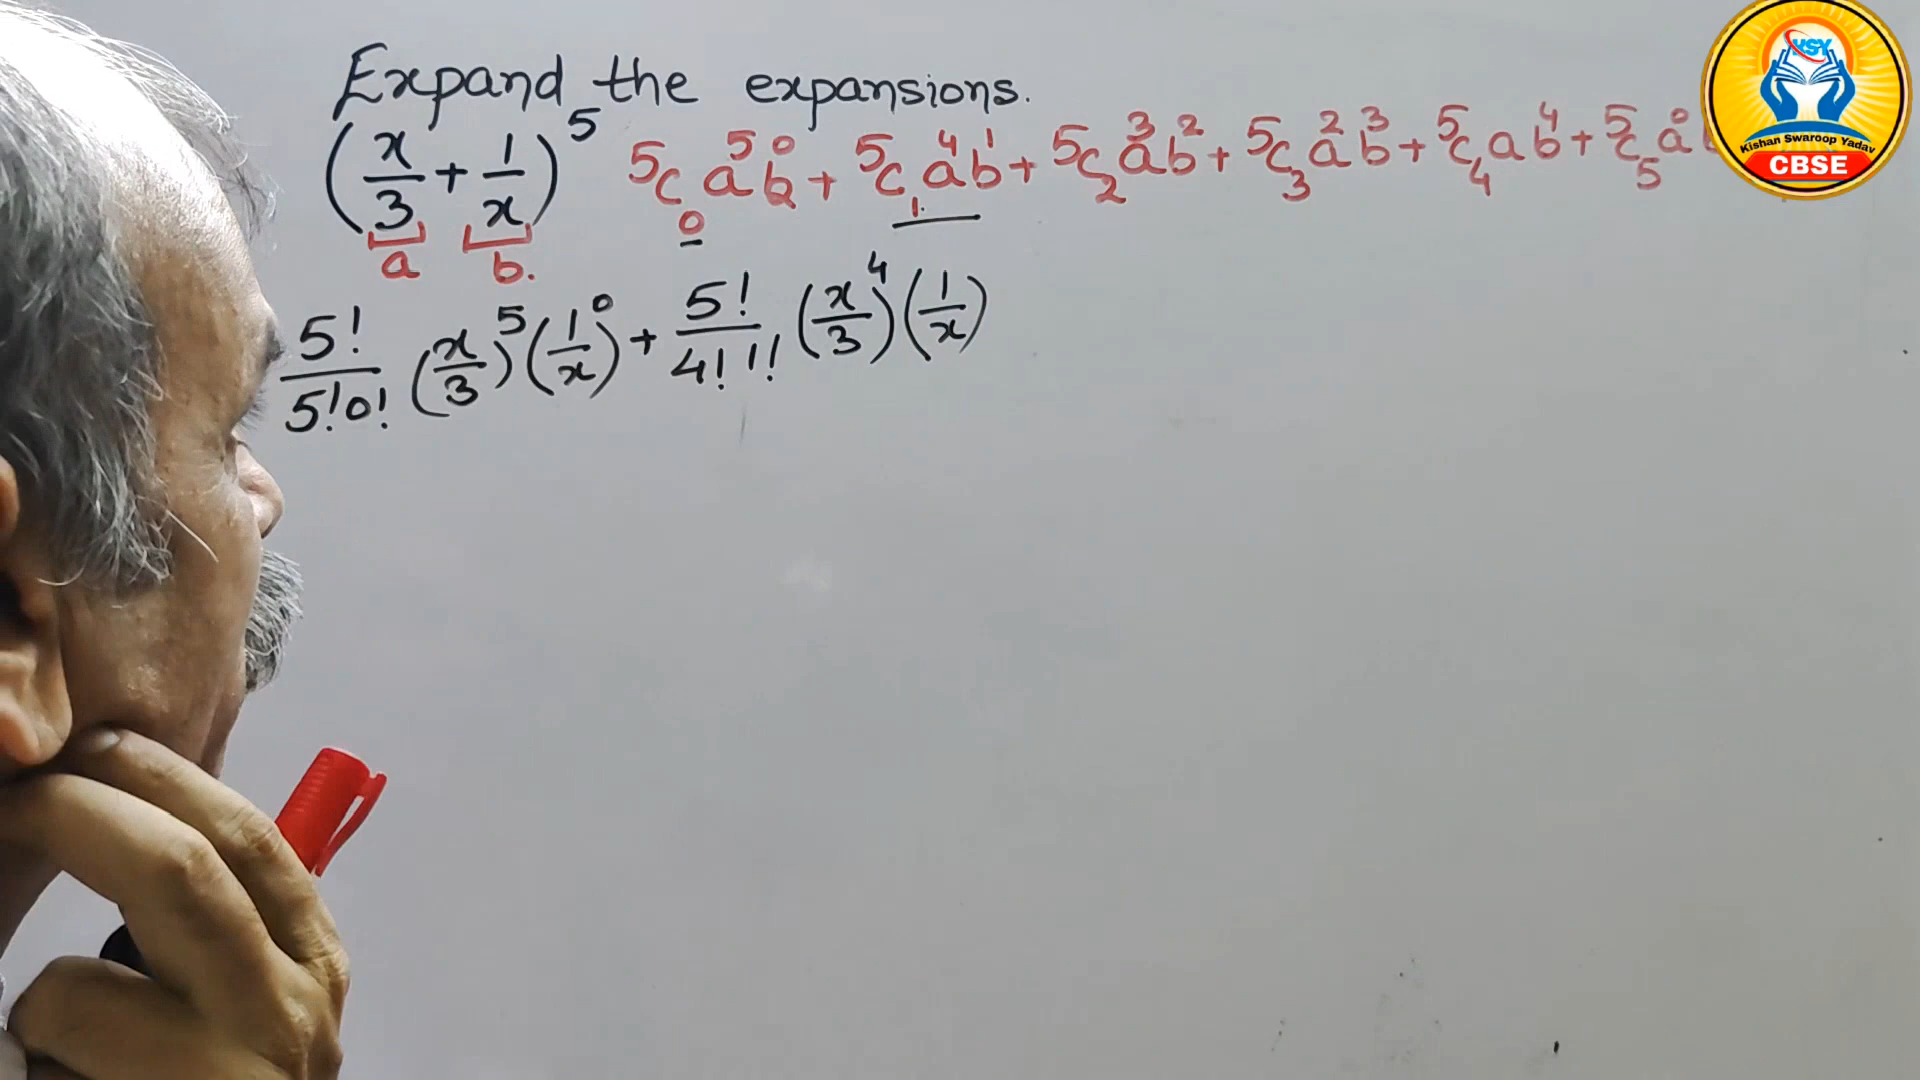 Expand the expansions.
(x/3 + 1/x)^5 5c0 a^5 b^0 + 5c1 a^4 b^1 + 5c2 a^3 b^2 + 5c3 a^2 b^3 + 5c4 a b^4 + 5c5 a^0
a b.
5!/5!0! (x/3)^5 (1/x)^0 + 5!/4!1! (x/3)^4 (1/x)
KSY
Kishan Swaroop Yadav
CBSE